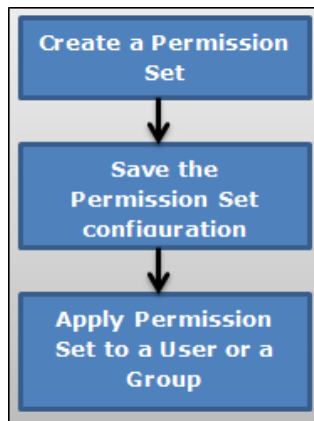 Create a Permission
Set
Save the
Permission Set
configuration
Apply Permission
Set to a User or a
Group